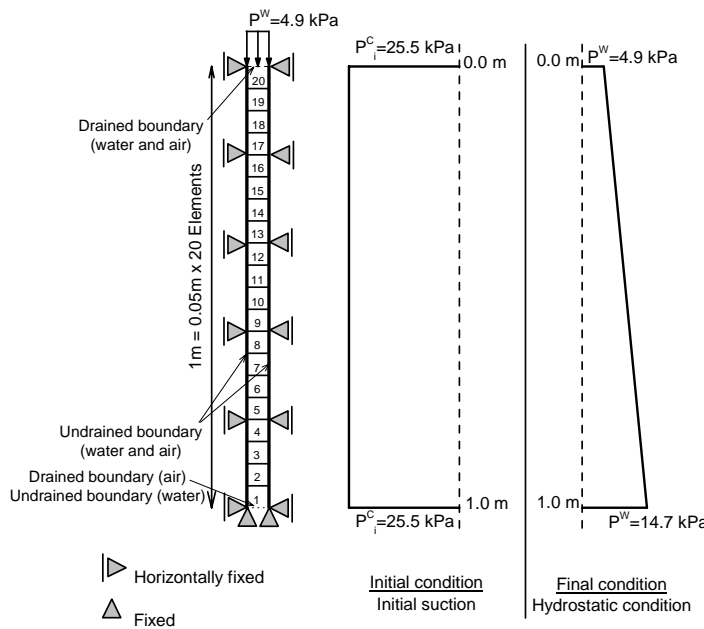 P^W=4.9 kPa
Drained boundary
(water and air)
1m = 0.05m x 20 Elements
20
19
18
17
16
15
14
13
12
11
10
9
8
7
6
5
4
3
2
1
Undrained boundary
(water and air)
Drained boundary (air)
Undrained boundary (water)
Horizontally fixed
Fixed
P^C_i=25.5 kPa
0.0 m
1.0 m
P^C_i=25.5 kPa
Initial condition
Initial suction
0.0 m
P^W=4.9 kPa
1.0 m
P^W=14.7 kPa
Final condition
Hydrostatic condition